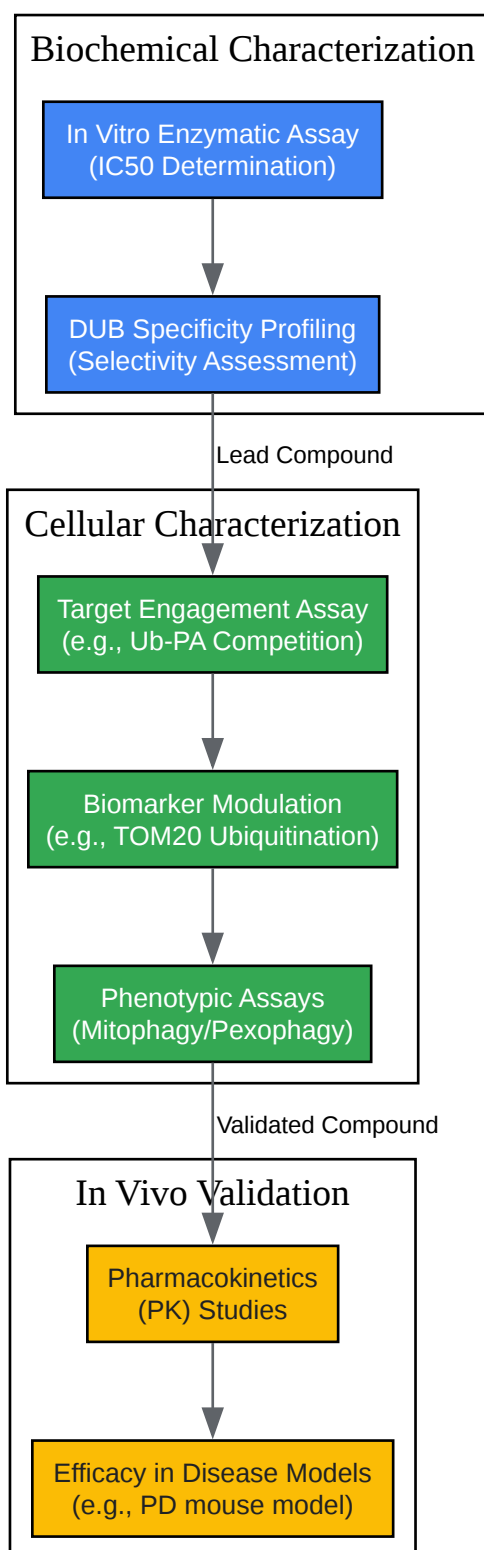 Biochemical Characterization
In Vitro Enzymatic Assay
(IC50 Determination)
DUB Specificity Profiling
(Selectivity Assessment)
Lead Compound
Cellular Characterization
Target Engagement Assay
(e.g., Ub-PA Competition)
Biomarker Modulation
(e.g., TOM20 Ubiquitination)
Phenotypic Assays
(Mitophagy/Pexophagy)
Validated Compound
In Vivo Validation
Pharmacokinetics
(PK) Studies
Efficacy in Disease Models
(e.g., PD mouse model)